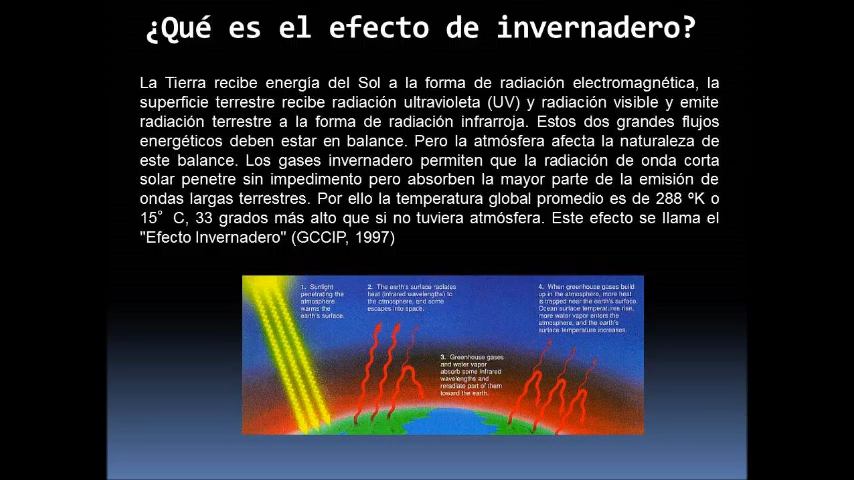 ¿Qué es el efecto de invernadero?
La Tierra recibe energía del Sol a la forma de radiación electromagnética, la
superficie terrestre recibe radiación ultravioleta (UV) y radiación visible y emite
radiación terrestre a la forma de radiación infrarroja. Estos dos grandes flujos
energéticos deben estar en balance. Pero la atmósfera afecta la naturaleza de
este balance. Los gases invernadero permiten que la radiación de onda corta
solar penetre sin impedimento pero absorben la mayor parte de la emisión de
ondas largas terrestres. Por ello la temperatura global promedio es de 288 ºK o
15° C, 33 grados más alto que si no tuviera atmósfera. Este efecto se llama el
"Efecto Invernadero" (GCCIP, 1997)
1. Sunlight
penetrating the
atmosphere
warms the
earth's surface.
2. The earth's surface radiates
heat (infrared wavelengths) to
the atmosphere, and some
escapes into space.
3. Greenhouse gases
and water vapor
absorb some infrared
wavelengths and
reradiate part of them
toward the earth.
4. When greenhouse gases build
up in the atmosphere, more heat
is trapped near the earth's surface.
Ocean surface temperatures rise,
more water vapor enters the
atmosphere, and the earth's
surface temperature increases.